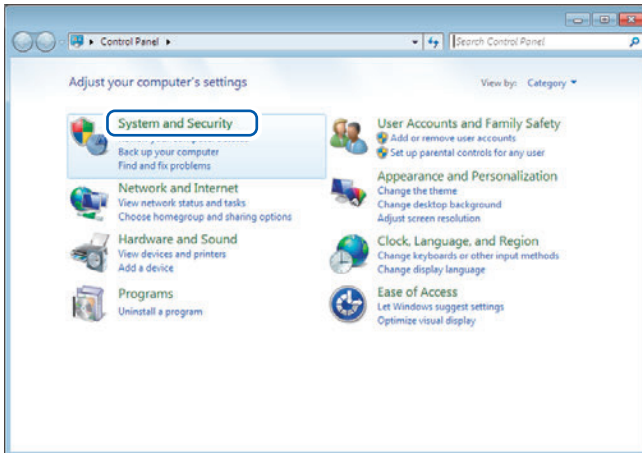 Control Panel
Search Control Panel
Adjust your computer's settings
View by: Category
System and Security
Back up your computer
Find and fix problems
Network and Internet
View network status and tasks
Choose homegroup and sharing options
Hardware and Sound
View devices and printers
Add a device
Programs
Uninstall a program
User Accounts and Family Safety
Add or remove user accounts
Set up parental controls for any user
Appearance and Personalization
Change the theme
Change desktop background
Adjust screen resolution
Clock, Language, and Region
Change keyboards or other input methods
Change display language
Ease of Access
Let Windows suggest settings
Optimize visual display